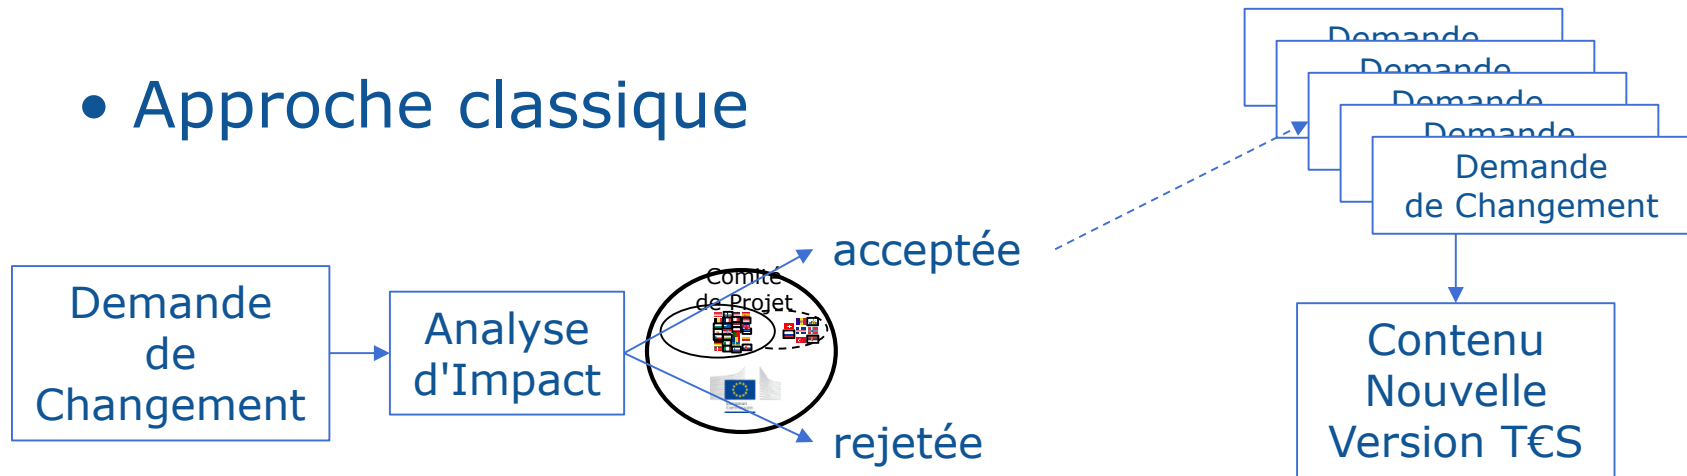 Demande
Demande
Demande
Demande
Demande
de Changement
• Approche classique
acceptée
Comité
de Projet
Demande
de
Changement
Analyse
d'Impact
rejetée
Contenu
Nouvelle
Version T€S